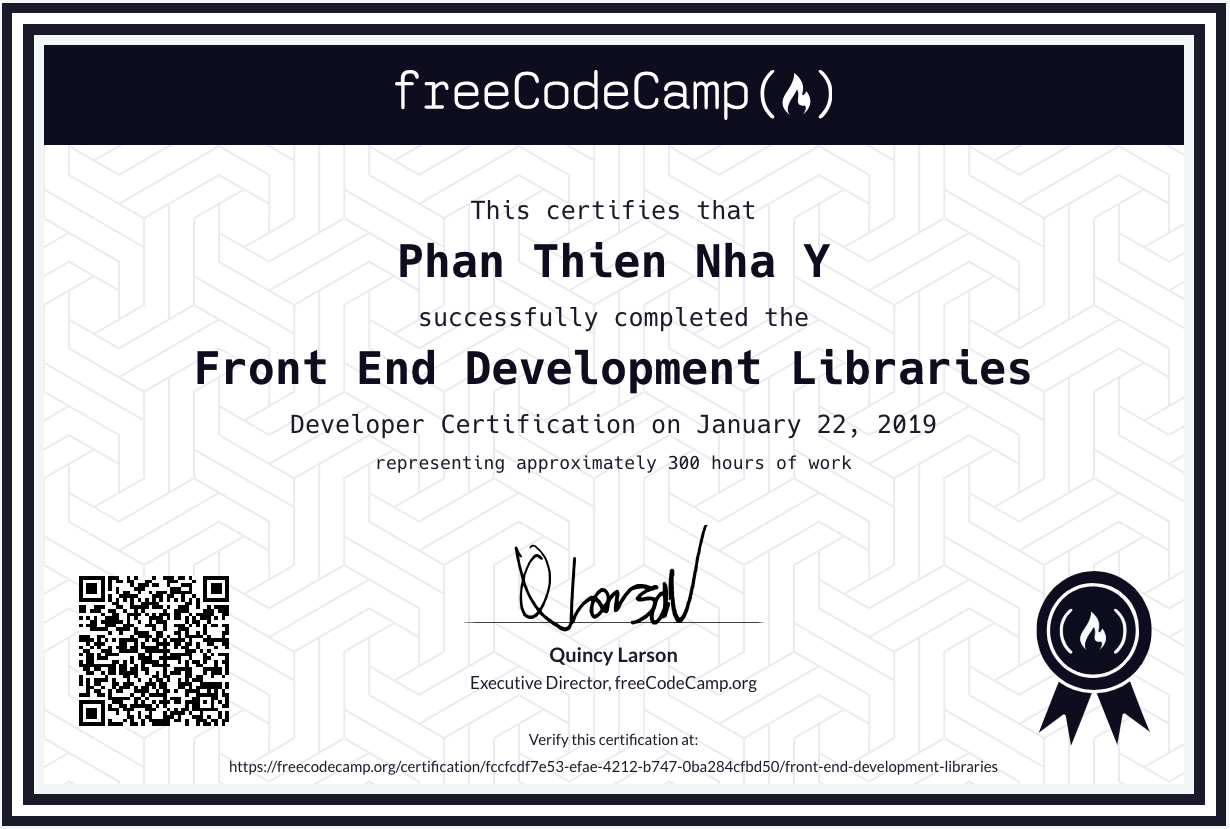 freeCodeCamp(🔥)
This certifies that
Phan Thien Nha Y
successfully completed the
Front End Development Libraries
Developer Certification on January 22, 2019
representing approximately 300 hours of work
QLarson
Quincy Larson
Executive Director, freeCodeCamp.org
Verify this certification at:
https://freecodecamp.org/certification/fccfcdf7e53-efae-4212-b747-0ba284cfbd50/front-end-development-libraries